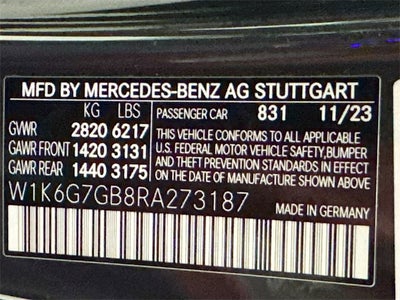 MFD BY MERCEDES-BENZ AG STUTTGART
KG LBS PASSENGER CAR 831 11/23
GVWR 2820 6217 THIS VEHICLE CONFORMS TO ALL APPLICABLE
GAWR FRONT 1420 3131 U.S. FEDERAL MOTOR VEHICLE SAFETY, BUMPER
GAWR REAR 1440 3175 AND THEFT PREVENTION STANDARDS IN EFFECT
ON THE DATE OF MANUFACTURE SHOWN ABOVE.
W1K6G7GB8RA273187 MADE IN GERMANY